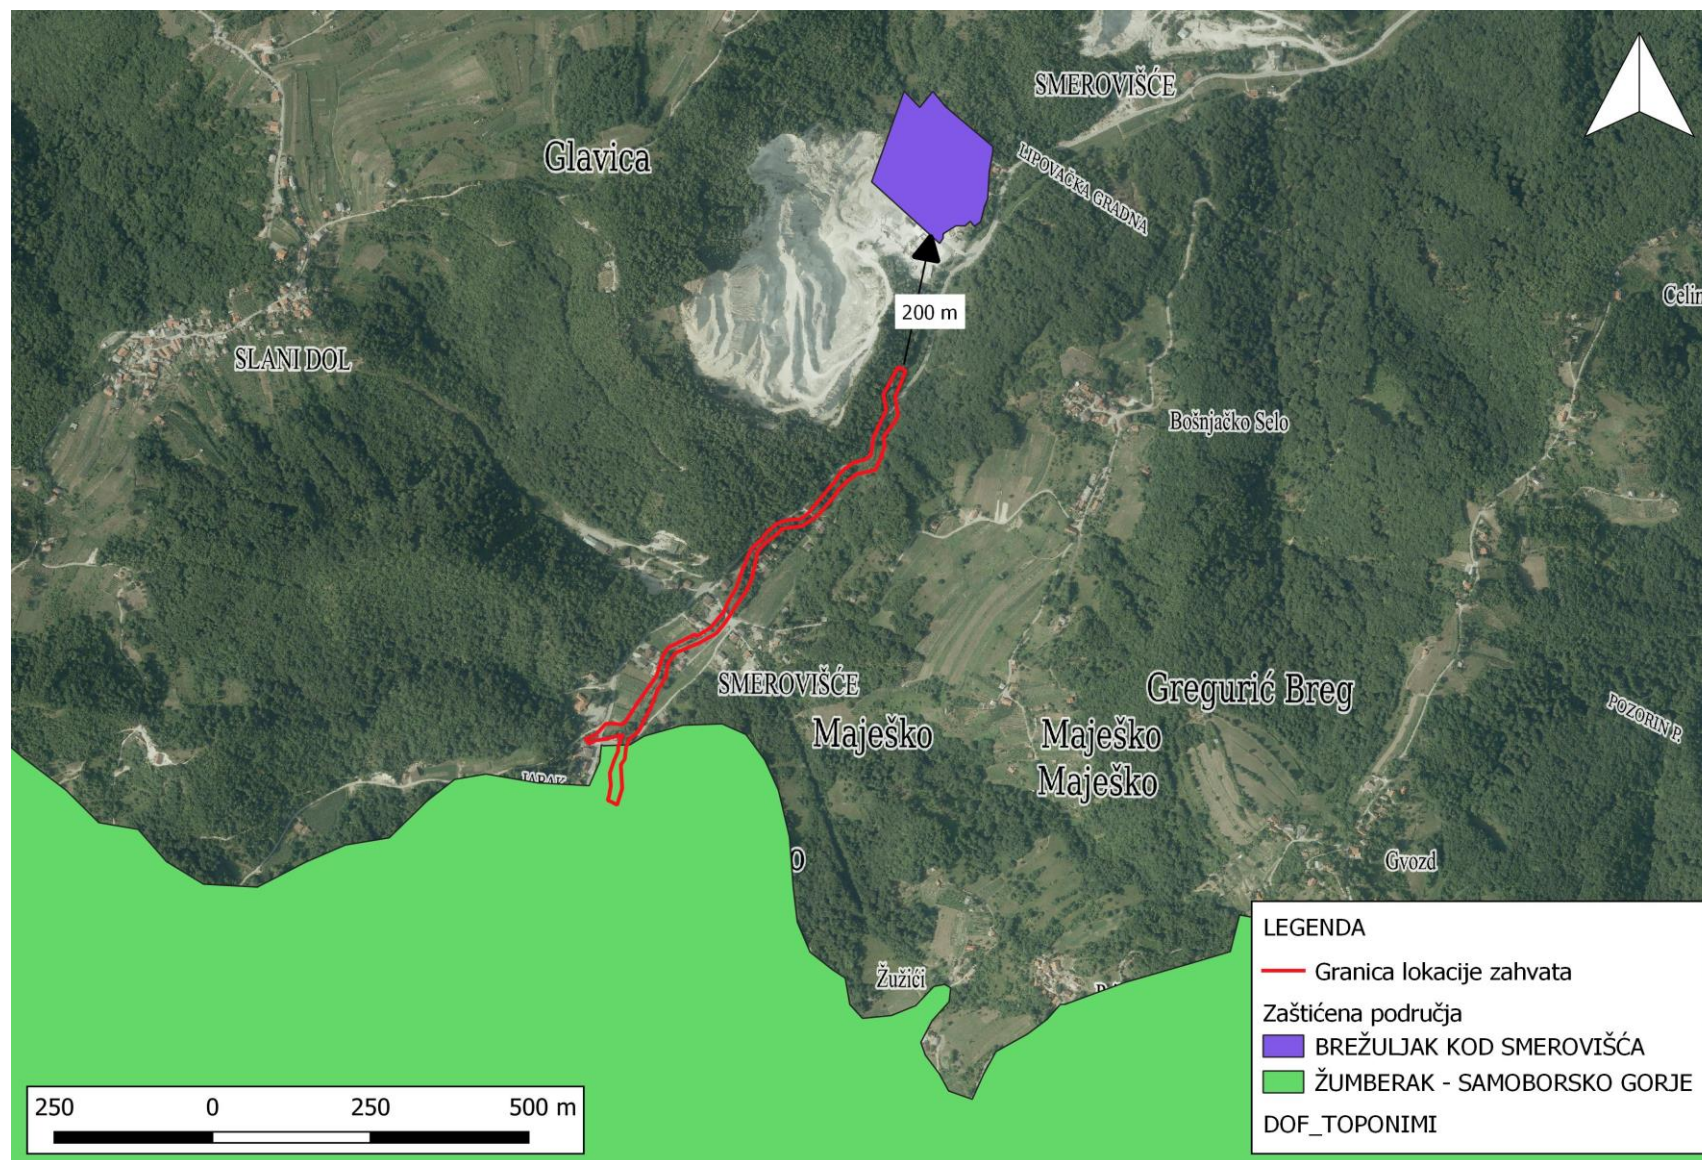 SMEROVIŠĆE
Glavica
LIPOVAČKA GRADNA
Celin
200 m
SLANI DOL
Bošnjačko Selo
SMEROVIŠĆE
Gregurić Breg
POZORIN P.
Maješko
Maješko
Maješko
Gvozd
Žužići
LEGENDA
Granica lokacije zahvata
Zaštićena područja
BREŽULJAK KOD SMEROVIŠĆA
ŽUMBERAK - SAMOBORSKO GORJE
DOF_TOPONIMI
250 0 250 500 m